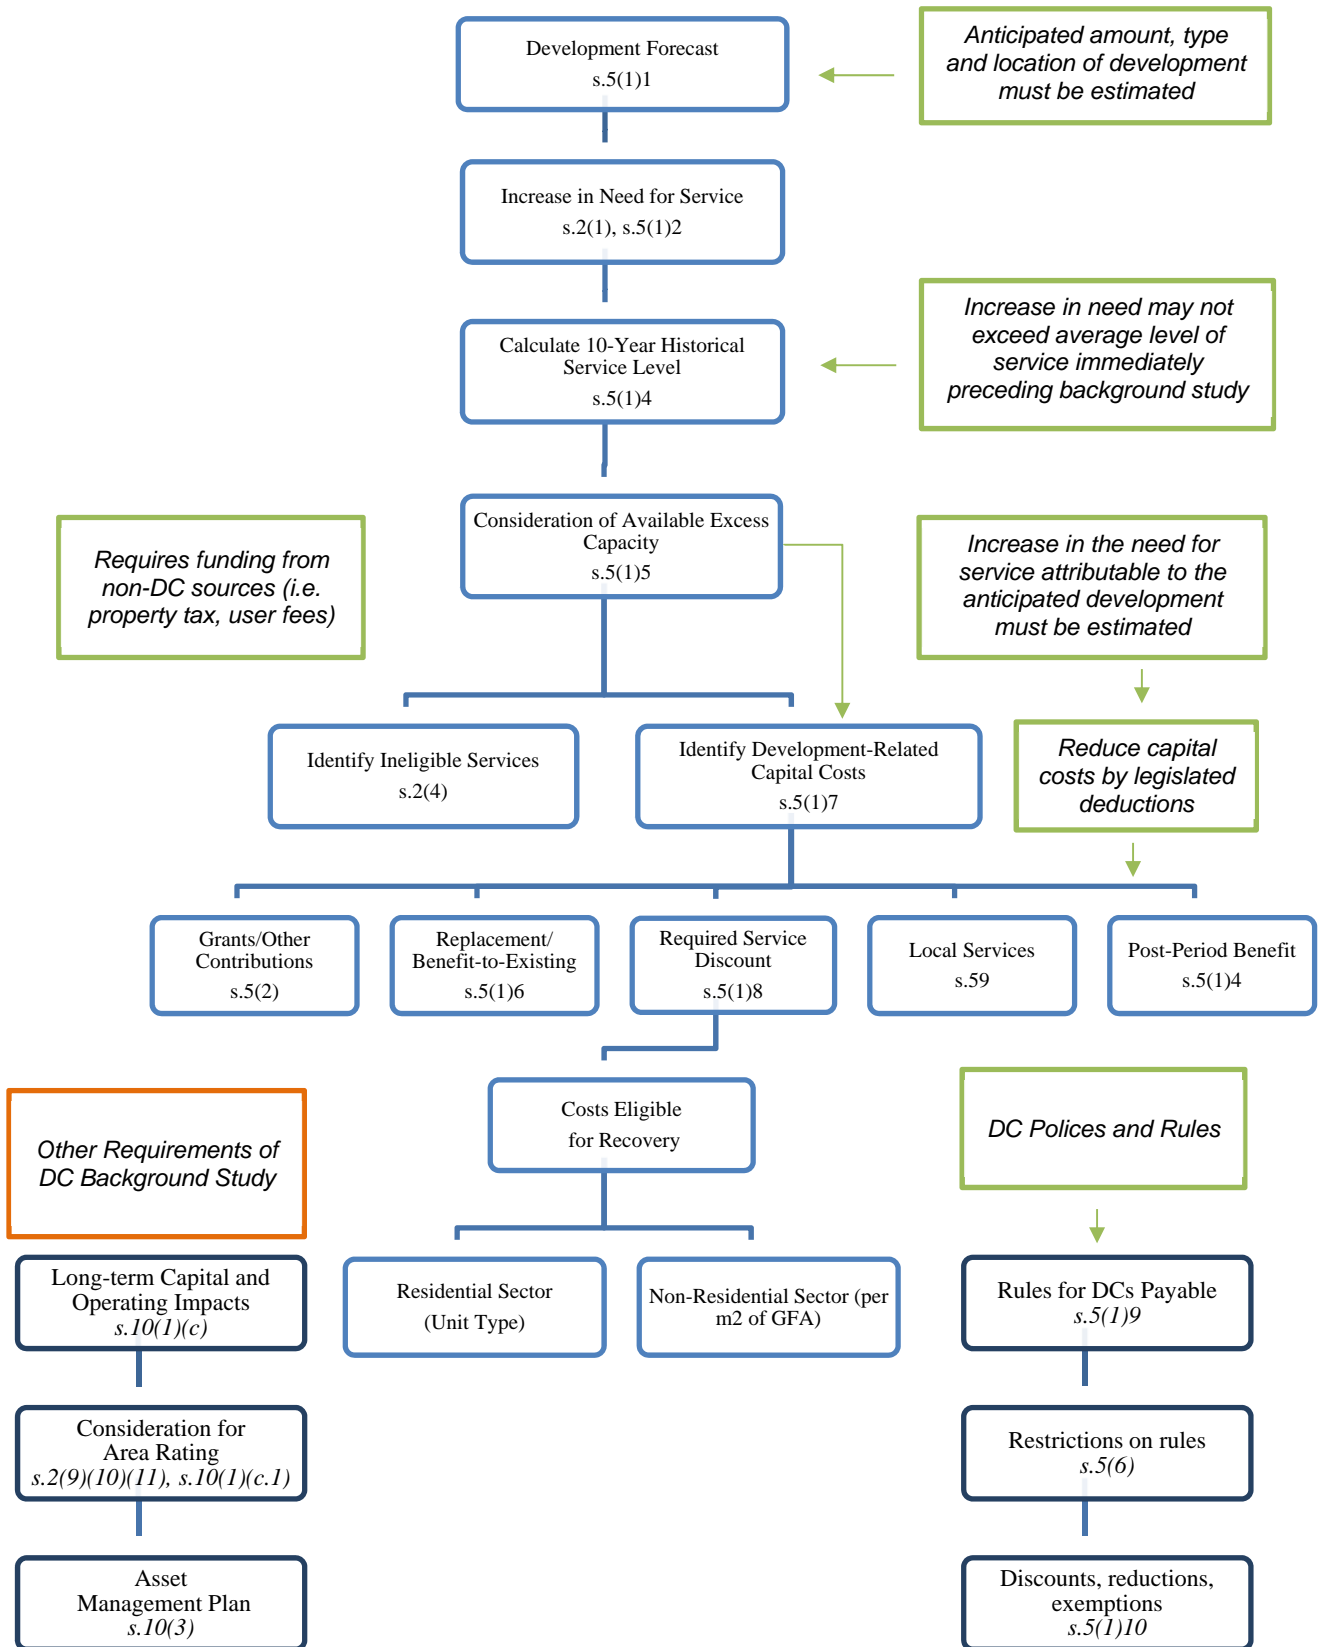 Development Forecast
s.5(1)1
Anticipated amount, type
and location of development
must be estimated
Increase in Need for Service
s.2(1), s.5(1)2
Calculate 10-Year Historical
Service Level
s.5(1)4
Increase in need may not
exceed average level of
service immediately
preceding background study
Requires funding from
non-DC sources (i.e.
property tax, user fees)
Consideration of Available Excess
Capacity
s.5(1)5
Increase in the need for
service attributable to the
anticipated development
must be estimated
Identify Ineligible Services
s.2(4)
Identify Development-Related
Capital Costs
s.5(1)7
Reduce capital
costs by legislated
deductions
Grants/Other
Contributions
s.5(2)
Replacement/
Benefit-to-Existing
s.5(1)6
Required Service
Discount
s.5(1)8
Local Services
s.59
Post-Period Benefit
s.5(1)4
Costs Eligible
for Recovery
Residential Sector
(Unit Type)
Non-Residential Sector (per
m2 of GFA)
Other Requirements of
DC Background Study
Long-term Capital and
Operating Impacts
s.10(1)(c)
Consideration for
Area Rating
s.2(9)(10)(11), s.10(1)(c.1)
Asset
Management Plan
s.10(3)
DC Polices and Rules
Rules for DCs Payable
s.5(1)9
Restrictions on rules
s.5(6)
Discounts, reductions,
exemptions
s.5(1)10